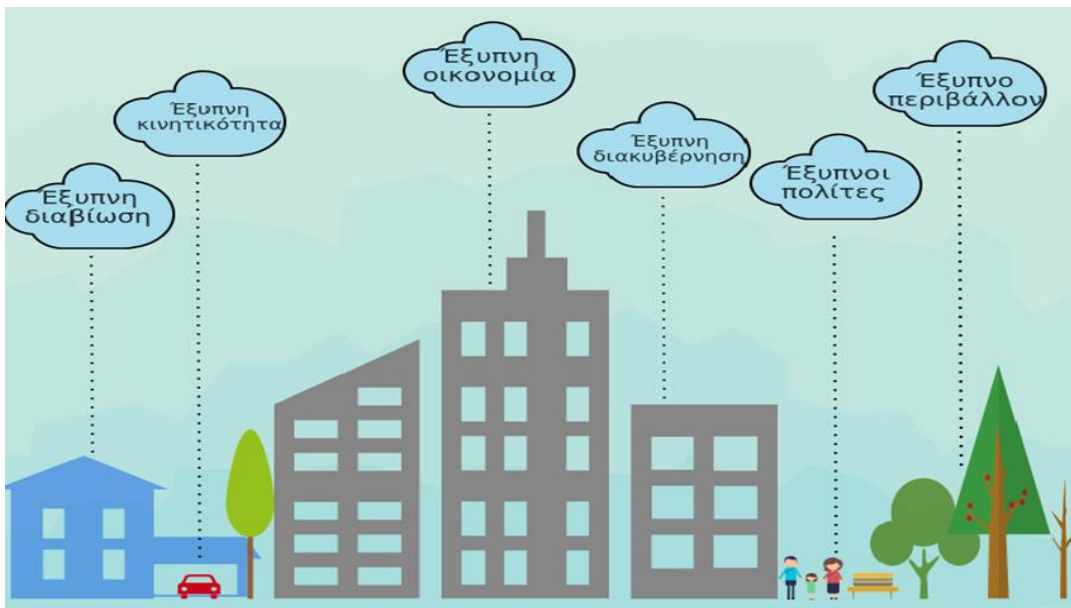 Έξυπνη
διαβίωση
Έξυπνη
κινητικότητα
Έξυπνη
οικονομία
Έξυπνη
διακυβέρνηση
Έξυπνοι
πολίτες
Έξυπνο
περιβάλλον